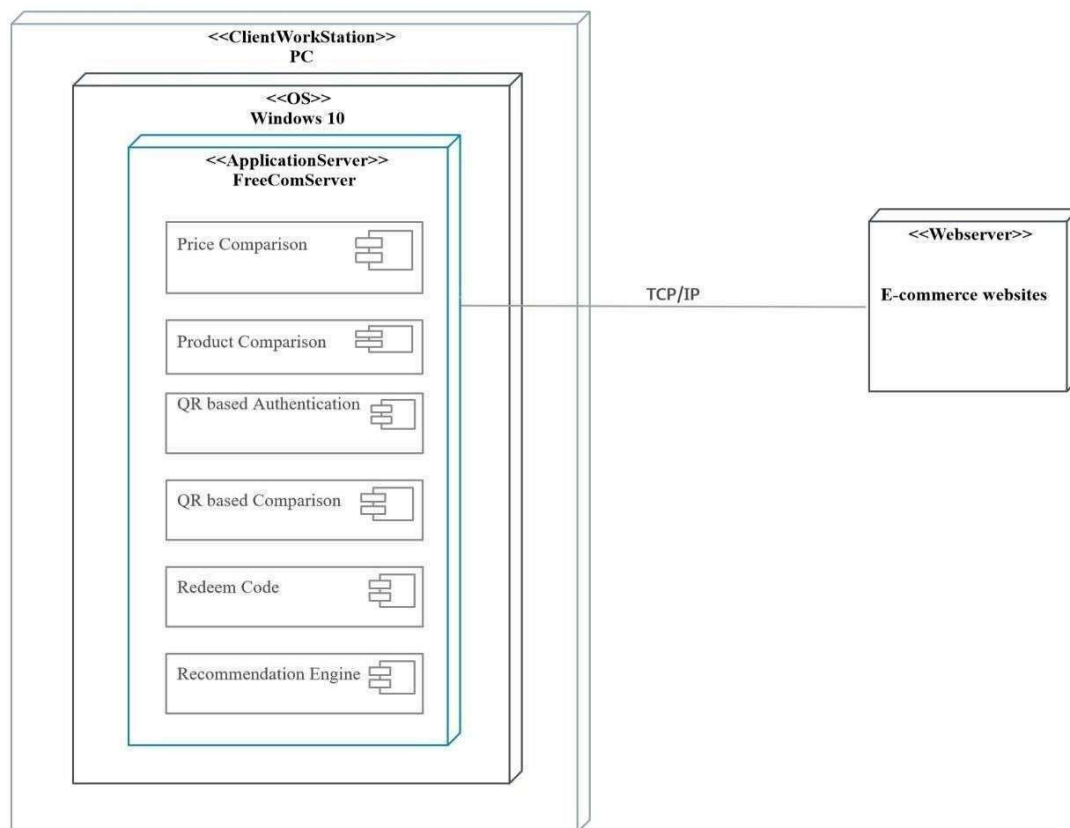 <<ClientWorkStation>>
PC
<<OS>>
Windows 10
<<ApplicationServer>>
FreeComServer
Price Comparison
Product Comparison
QR based Authentication
QR based Comparison
Redeem Code
Recommendation Engine
TCP/IP
<<Webserver>>
E-commerce websites